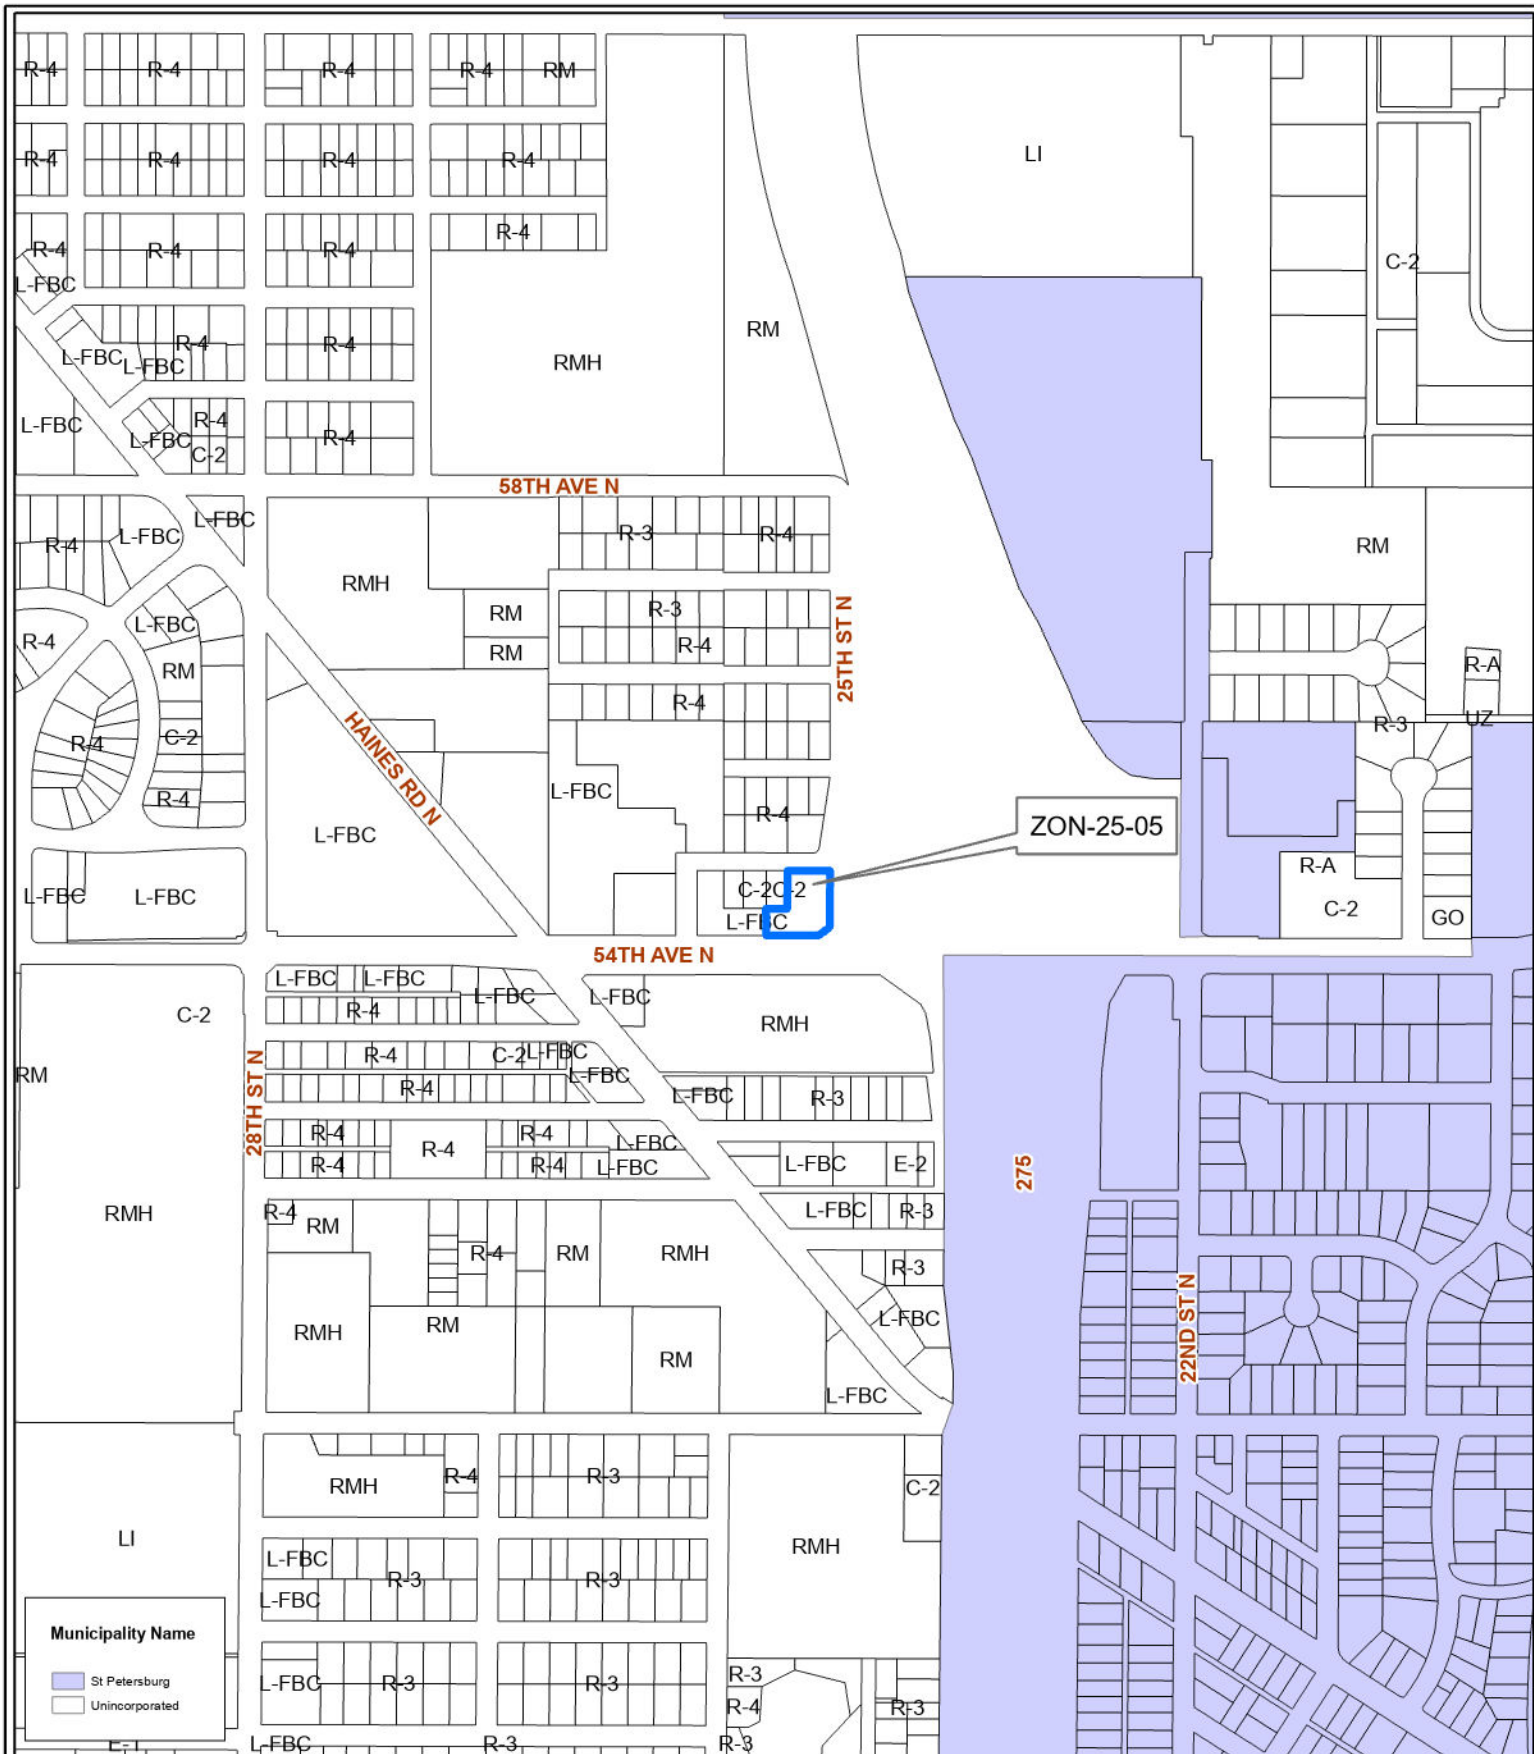 R-4 R-4 R-4 R-4 RM
R-4 R-4 R-4 R-4 LI
R-4 R-4 R-4 R-4
L-FBC C-2
L-FBC L-FBC R-4 R-4 RMH RM
L-FBC L-FBC R-4 C-2 R-4
58TH AVE N
L-FBC
R-4 L-FBC R-3 R-4 RM
RMH
L-FBC RM R-3
R-4 RM RM R-4 25TH ST N R-A
R-4
R-4 C-2 HAINES RD N R-3 UZ
R-4 L-FBC L-FBC R-4 ZON-25-05
R-A
L-FBC L-FBC C-2 C-2 C-2 GO
L-FBC
54TH AVE N
L-FBC L-FBC L-FBC L-FBC
C-2 R-4 RMH
RM 28TH ST N R-4 C-2 L-FBC L-FBC
R-4 L-FBC R-3
R-4 R-4 L-FBC
R-4 R-4 R-4 L-FBC L-FBC E-2 275
RMH R-4 RM L-FBC R-3
R-4 RM RMH R-3
RMH RM L-FBC 22ND ST N
RM
L-FBC
RMH R-4 R-3 C-2
LI RMH
L-FBC R-3 R-3
L-FBC
Municipality Name
St Petersburg
Unincorporated
L-FBC R-3 R-3 R-3
R-4 R-3
E-1 L-FBC R-3 R-3